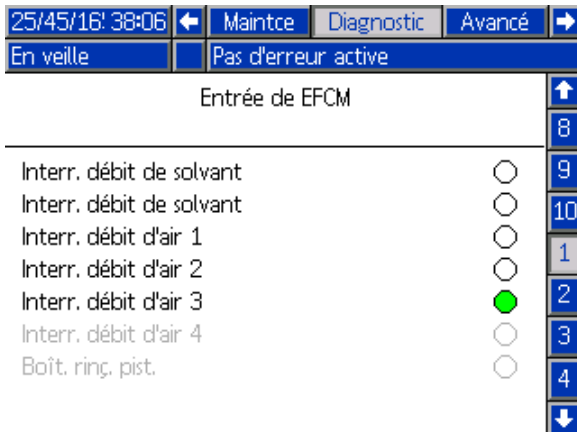 25/45/16' 38:06 Maintce Diagnostic Avancé
En veille Pas d'erreur active
Entrée de EFCM
8
Interr. débit de solvant
9
Interr. débit de solvant
10
Interr. débit d'air 1
1
Interr. débit d'air 2
Interr. débit d'air 3
2
Interr. débit d'air 4
3
Boît. rinç. pist.
4